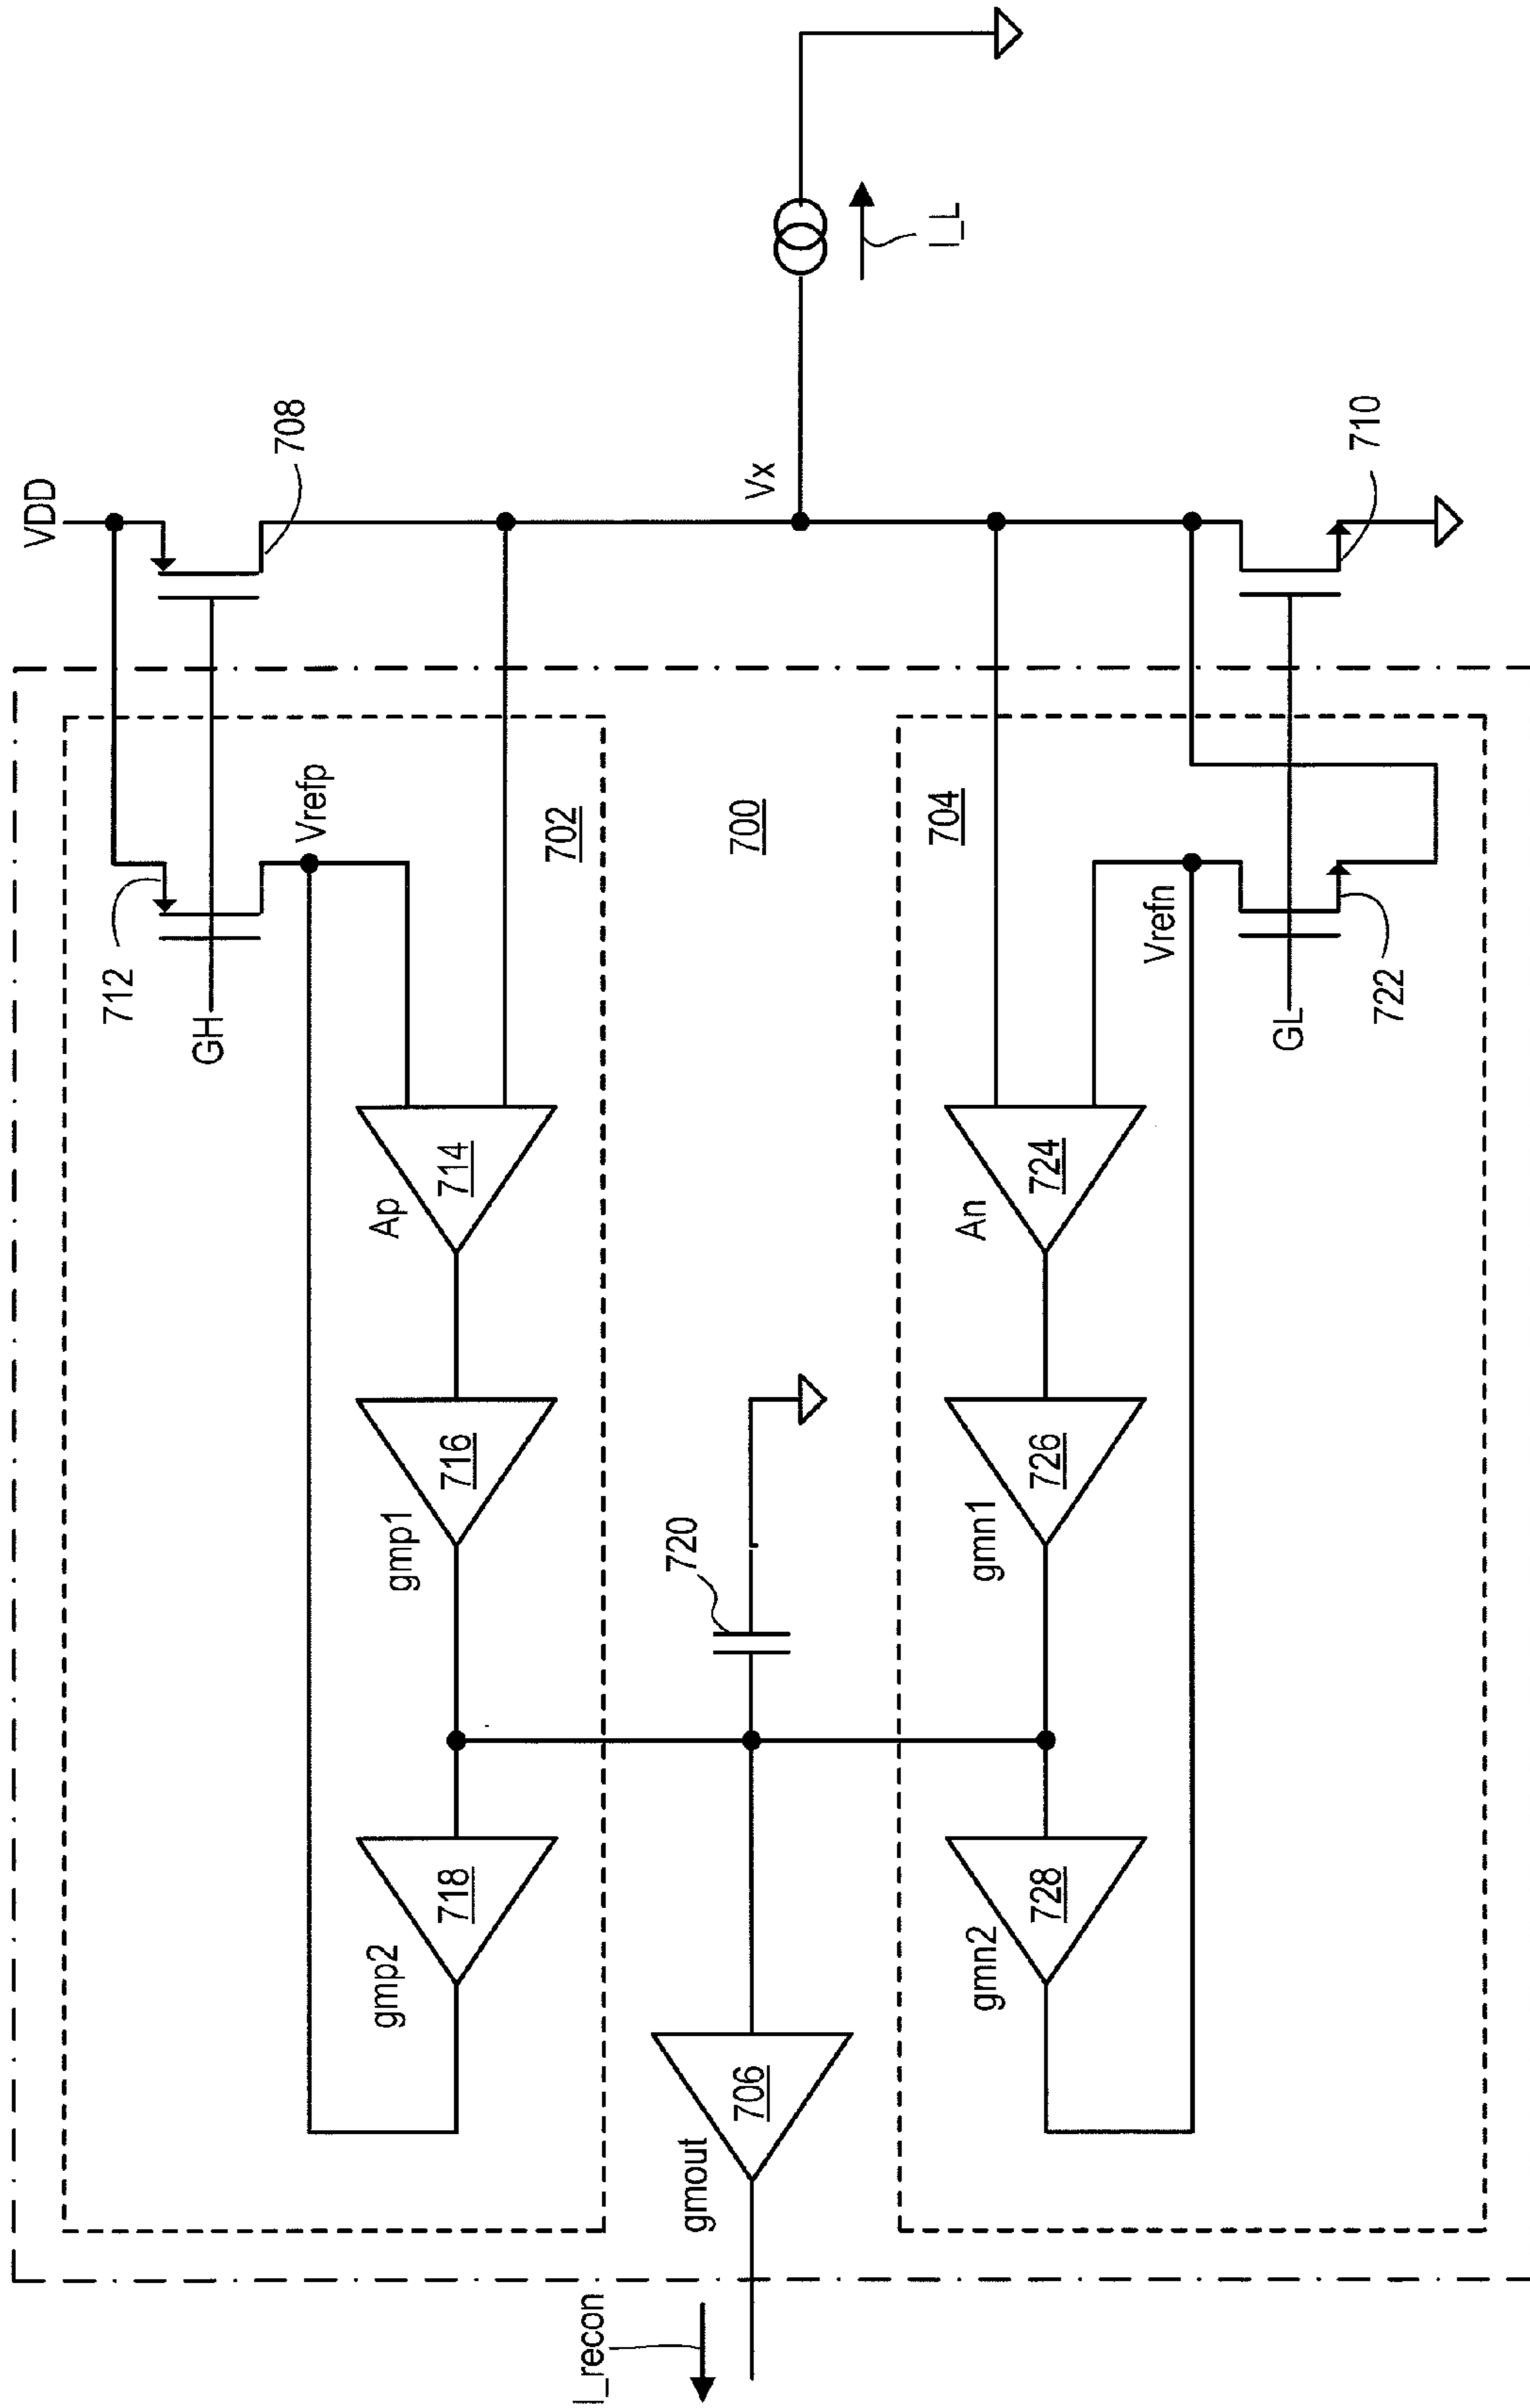 VDD
708
712
GH
Vrefp
702
Ap
714
gmp1
716
gmp2
718
Vx
I_L
700
720
gmout
706
I_recon
704
An
724
gmn1
726
gmn2
728
Vrefn
GL
722
710